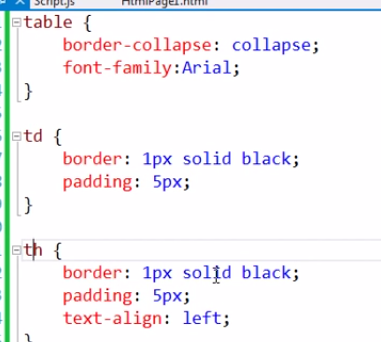 Script.js HtmlPage1.html
table {
border-collapse: collapse;
font-family:Arial;
}
td {
border: 1px solid black;
padding: 5px;
}
th {
border: 1px solid black;
padding: 5px;
text-align: left;
}